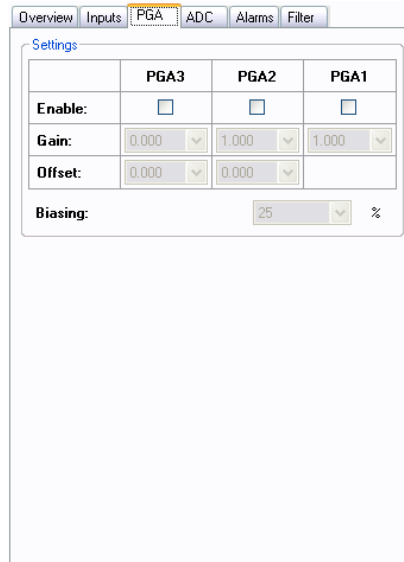 Overview Inputs PGA ADC Alarms Filter
Settings
PGA3 PGA2 PGA1
Enable:
Gain: 0.000 1.000 1.000
Offset: 0.000 0.000
Biasing: 25 %